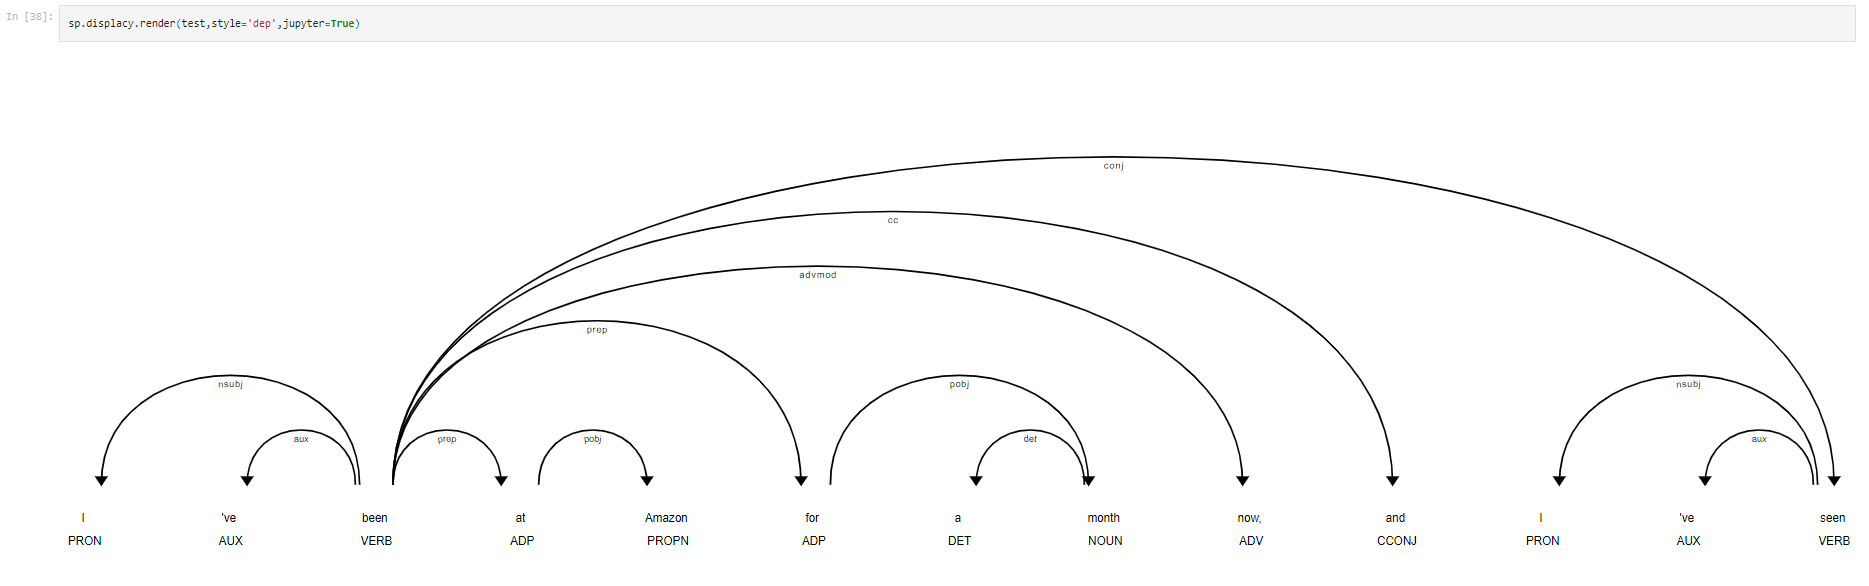 In [38]: sp.displacy.render(test,style='dep',jupyter=True)
conj
cc
advmod
prep
nsubj pobj nsubj
aux prep pobj det aux
I 've been at Amazon for a month now, and I 've seen
PRON AUX VERB ADP PROPN ADP DET NOUN ADV CCONJ PRON AUX VERB